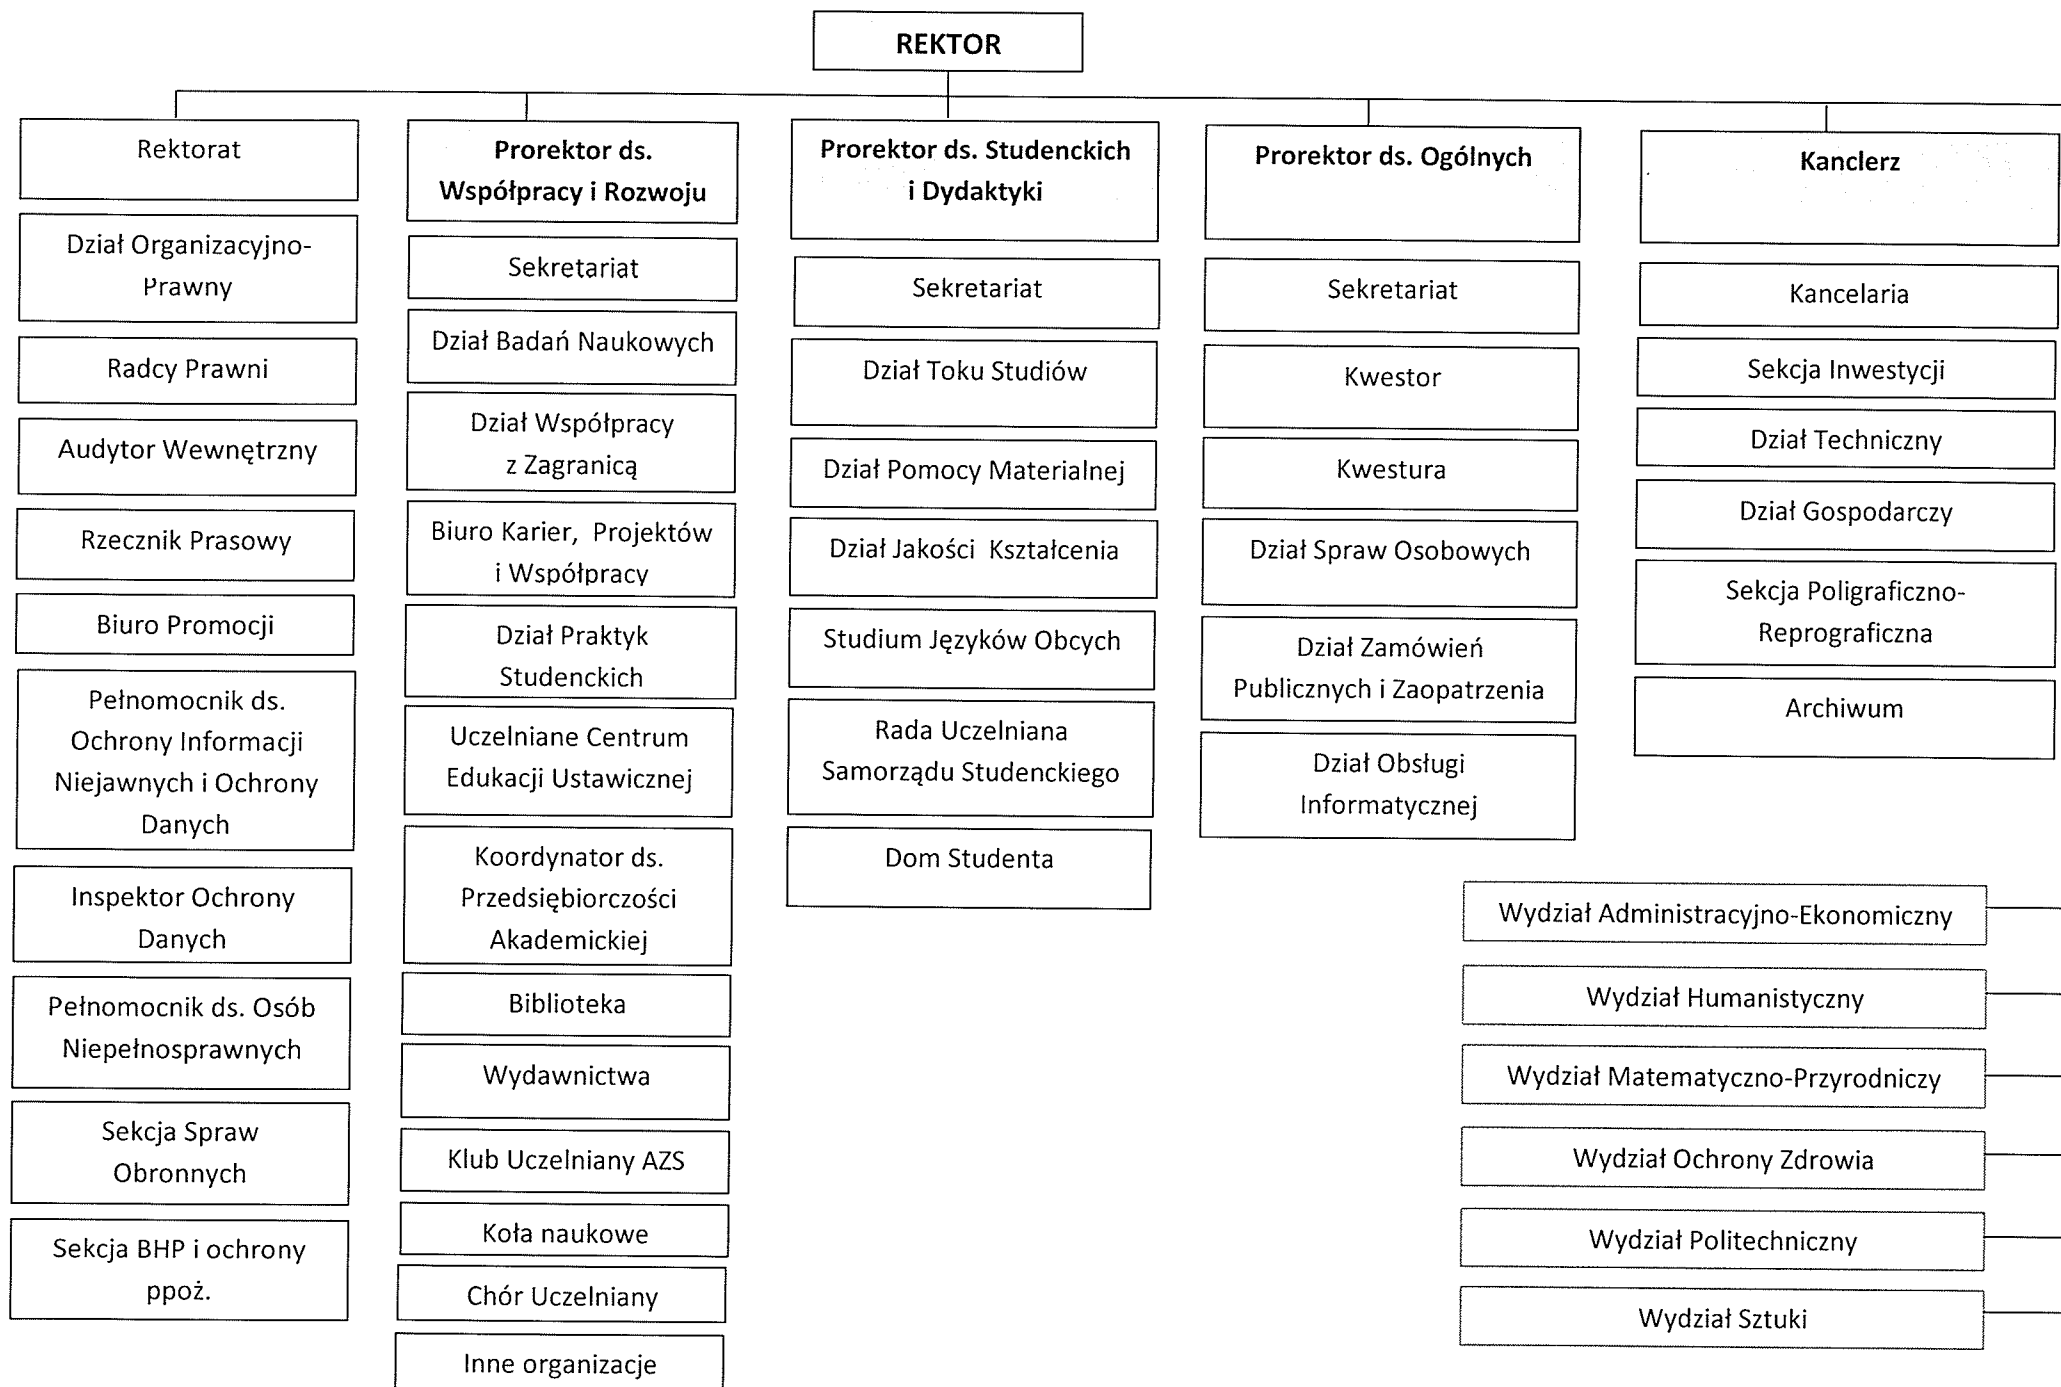 REKTOR
Rektorat
Dział Organizacyjno-
Prawny
Radcy Prawni
Audytor Wewnętrzny
Rzecznik Prasowy
Biuro Promocji
Pełnomocnik ds.
Ochrony Informacji
Niejawnych i Ochrony
Danych
Inspektor Ochrony
Danych
Pełnomocnik ds. Osób
Niepełnosprawnych
Sekcja Spraw
Obronnych
Sekcja BHP i ochrony
ppoż.
Prorektor ds.
Współpracy i Rozwoju
Sekretariat
Dział Badań Naukowych
Dział Współpracy
z Zagranicą
Biuro Karier, Projektów
i Współpracy
Dział Praktyk
Studenckich
Uczelniane Centrum
Edukacji Ustawicznej
Koordynator ds.
Przedsiębiorczości
Akademickiej
Biblioteka
Wydawnictwa
Klub Uczelniany AZS
Koła naukowe
Chór Uczelniany
Inne organizacje
Prorektor ds. Studenckich
i Dydaktyki
Sekretariat
Dział Toku Studiów
Dział Pomocy Materialnej
Dział Jakości Kształcenia
Studium Języków Obcych
Rada Uczelniana
Samorządu Studenckiego
Dom Studenta
Prorektor ds. Ogólnych
Sekretariat
Kwestor
Kwestura
Dział Spraw Osobowych
Dział Zamówień
Publicznych i Zaopatrzenia
Dział Obsługi
Informatycznej
Kanclerz
Kancelaria
Sekcja Inwestycji
Dział Techniczny
Dział Gospodarczy
Sekcja Poligraficzno-
Reprograficzna
Archiwum
Wydział Administracyjno-Ekonomiczny
Wydział Humanistyczny
Wydział Matematyczno-Przyrodniczy
Wydział Ochrony Zdrowia
Wydział Politechniczny
Wydział Sztuki